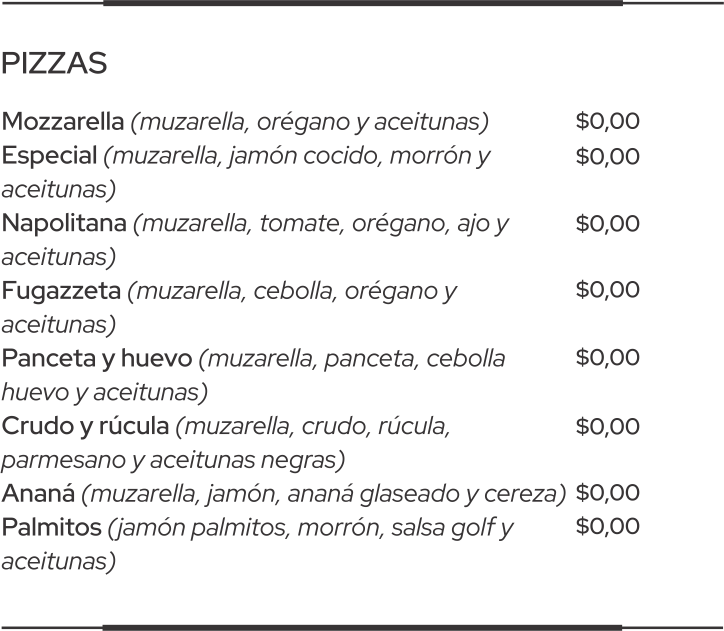 PIZZAS
Mozzarella (muzarella, orégano y aceitunas) $0,00
Especial (muzarella, jamón cocido, morrón y $0,00
aceitunas)
Napolitana (muzarella, tomate, orégano, ajo y $0,00
aceitunas)
Fugazzeta (muzarella, cebolla, orégano y $0,00
aceitunas)
Panceta y huevo (muzarella, panceta, cebolla $0,00
huevo y aceitunas)
Crudo y rúcula (muzarella, crudo, rúcula, $0,00
parmesano y aceitunas negras)
Ananá (muzarella, jamón, ananá glaseado y cereza) $0,00
Palmitos (jamón palmitos, morrón, salsa golf y $0,00
aceitunas)